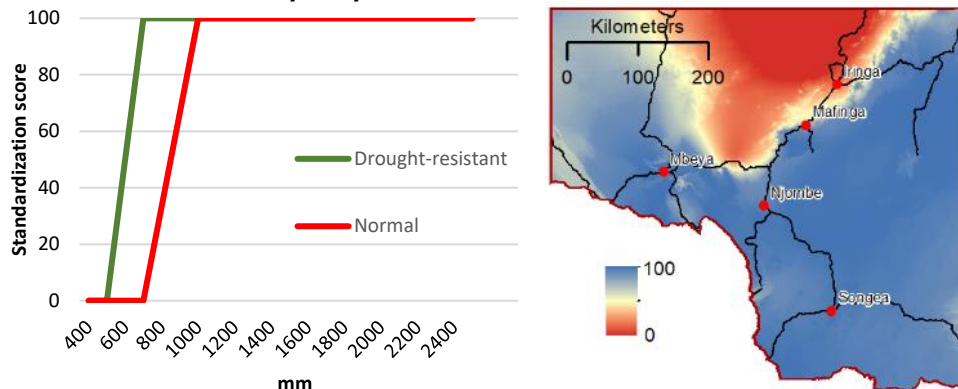 Standardization score
100
80
60
40
20
0
Drought-resistant
Normal
400
600
800
1000
1200
1400
1600
1800
2000
2200
2400
mm
Kilometers
0 100 200
Iringa
Mafinga
Mbeya
Njombe
Songea
100
0